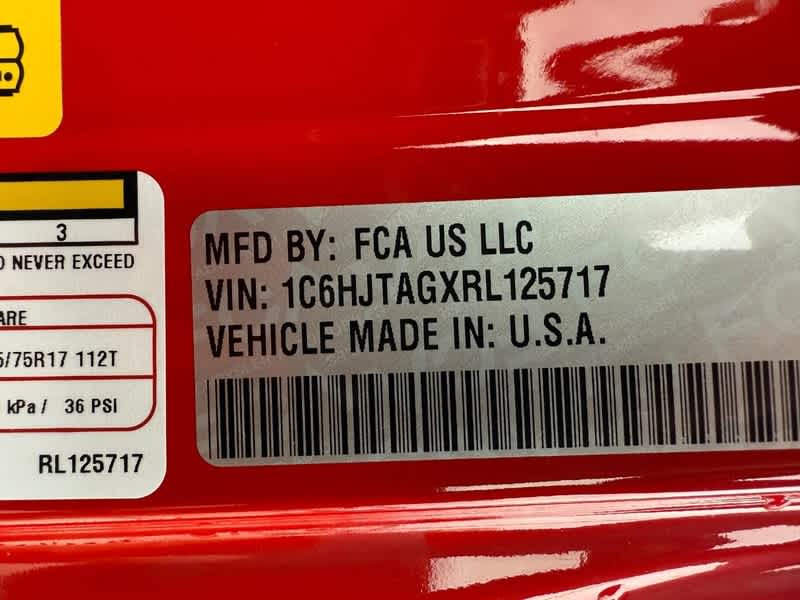 3
D NEVER EXCEED
ARE
5/75R17 112T
kPa / 36 PSI
RL125717
MFD BY: FCA US LLC
VIN: 1C6HJTAGXRL125717
VEHICLE MADE IN: U.S.A.